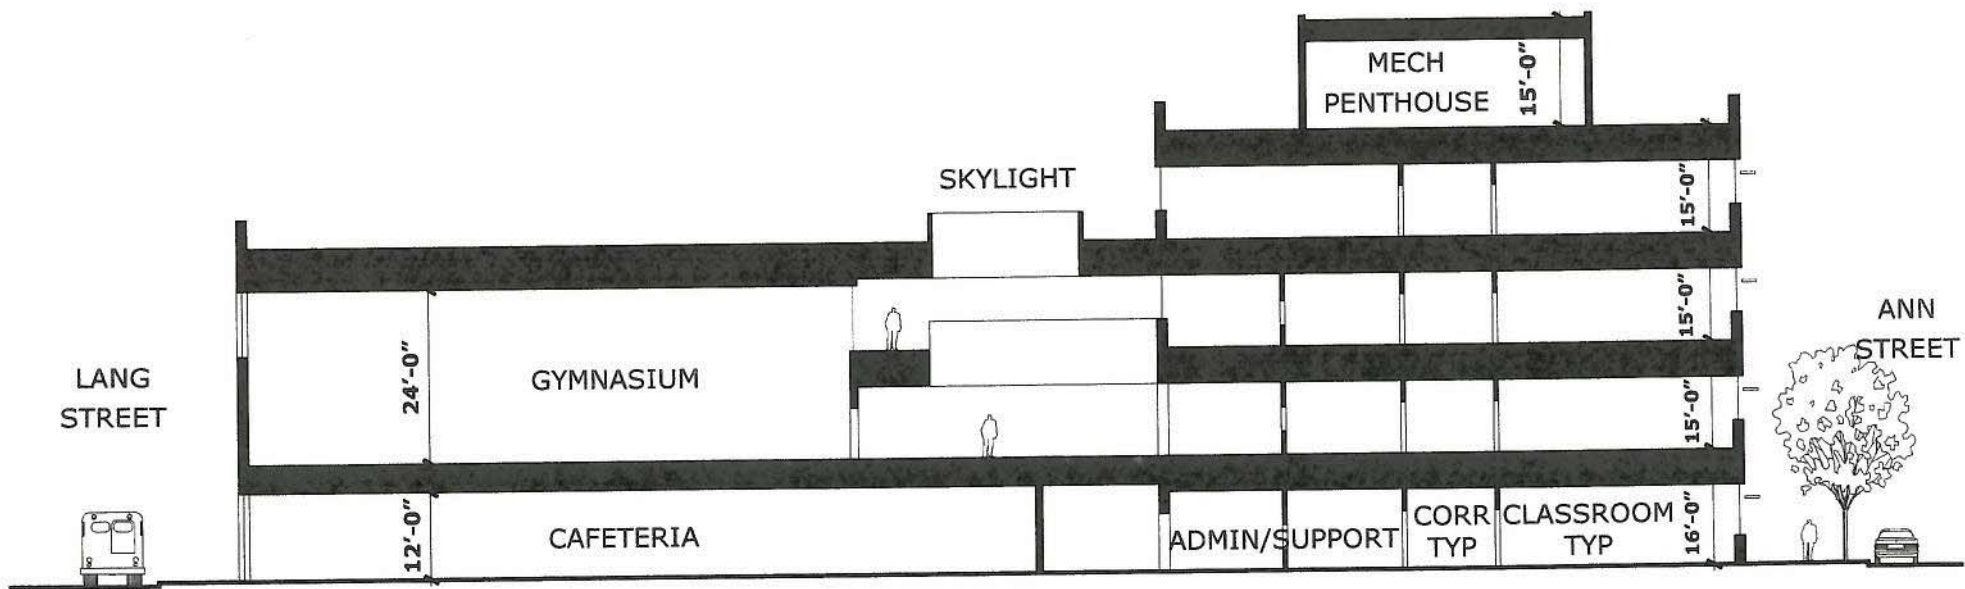 MECH
PENTHOUSE
15'-0"
SKYLIGHT
15'-0"
15'-0"
ANN
STREET
LANG
STREET
24'-0"
GYMNASIUM
15'-0"
12'-0"
CAFETERIA
ADMIN/SUPPORT
CORR
TYP
CLASSROOM
TYP
16'-0"